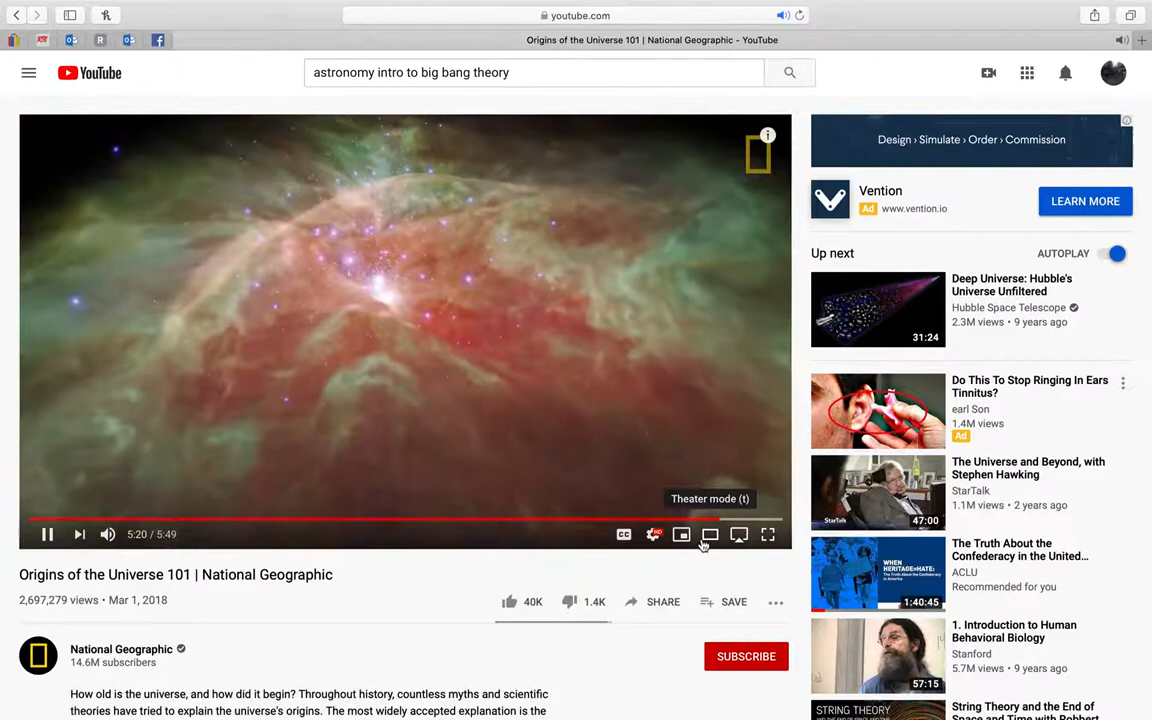 youtube.com
Origins of the Universe 101 | National Geographic - YouTube
YouTube
astronomy intro to big bang theory
Theater mode (t)
5:20 / 5:49
CC
HD
Origins of the Universe 101 | National Geographic
2,697,279 views • Mar 1, 2018
40K
1.4K
SHARE
SAVE
National Geographic
14.6M subscribers
SUBSCRIBE
How old is the universe, and how did it begin? Throughout history, countless myths and scientific
theories have tried to explain the universe's origins. The most widely accepted explanation is the
Design › Simulate › Order › Commission
Vention
Ad www.vention.io
LEARN MORE
Up next
AUTOPLAY
31:24
Deep Universe: Hubble's
Universe Unfiltered
Hubble Space Telescope
2.3M views • 9 years ago
Do This To Stop Ringing In Ears
Tinnitus?
earl Son
1.4M views
Ad
StarTalk
47:00
The Universe and Beyond, with
Stephen Hawking
StarTalk
1.1M views • 2 years ago
WHEN
HERITAGE=HATE:
1:40:45
The Truth About the
Confederacy in the United...
ACLU
Recommended for you
57:15
1. Introduction to Human
Behavioral Biology
Stanford
5.7M views • 9 years ago
STRING THEORY
String Theory and the End of
Space and Time with Robbert